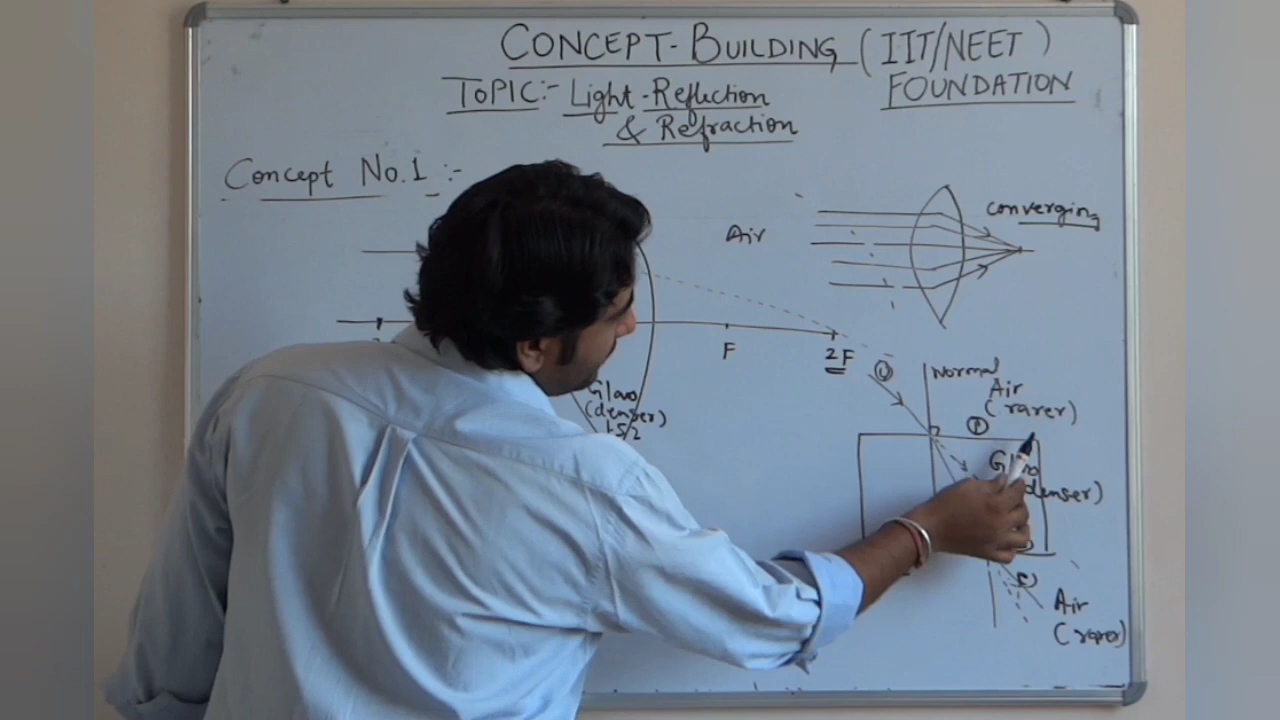 CONCEPT-BUILDING (IIT/NEET)
FOUNDATION
TOPIC:- Light-Reflection
& Refraction
Concept No.1 :-
Air
converging
F
2F
Glass
(denser)
Normal
Air
(rarer)
denser)
Air
(rarer)